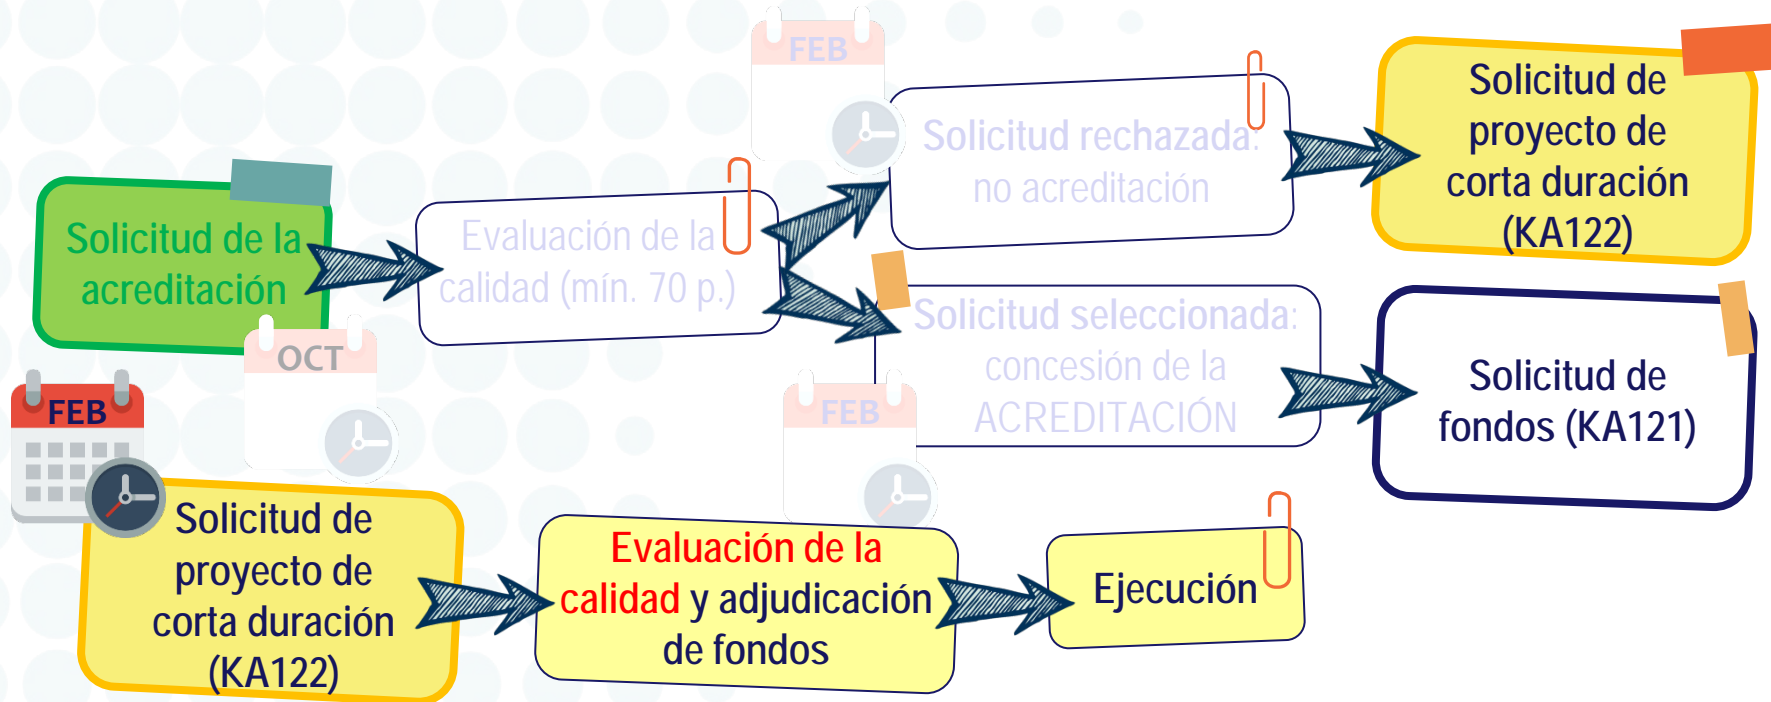 Solicitud de la
acreditación
OCT
Evaluación de la
calidad (mín. 70 p.)
FEB
Solicitud rechazada:
no acreditación
Solicitud de
proyecto de
corta duración
(KA122)
FEB
Solicitud seleccionada:
concesión de la
ACREDITACIÓN
Solicitud de
fondos (KA121)
FEB
Solicitud de
proyecto de
corta duración
(KA122)
Evaluación de la
calidad y adjudicación
de fondos
Ejecución